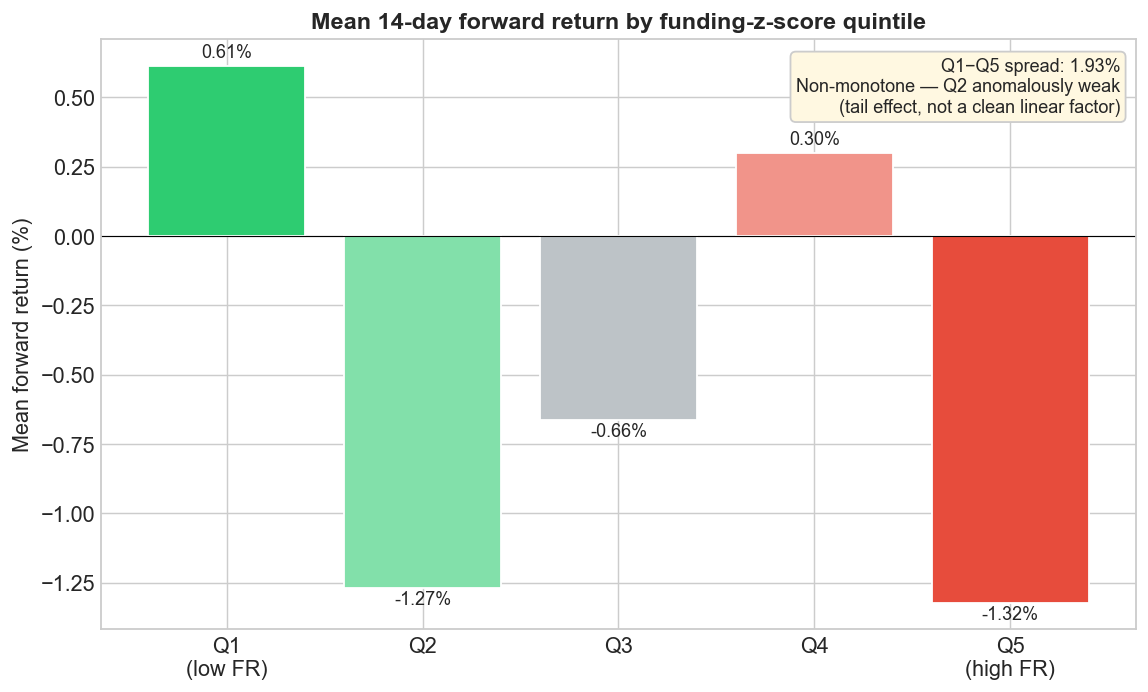 Mean 14-day forward return by funding-z-score quintile
0.61%
Q1−Q5 spread: 1.93%
Non-monotone — Q2 anomalously weak
(tail effect, not a clean linear factor)
0.30%
0.50
0.25
0.00
−0.25
−0.50
−0.75
−1.00
−1.25
Mean forward return (%)
-0.66%
-1.27%
-1.32%
Q1
(low FR)
Q2
Q3
Q4
Q5
(high FR)